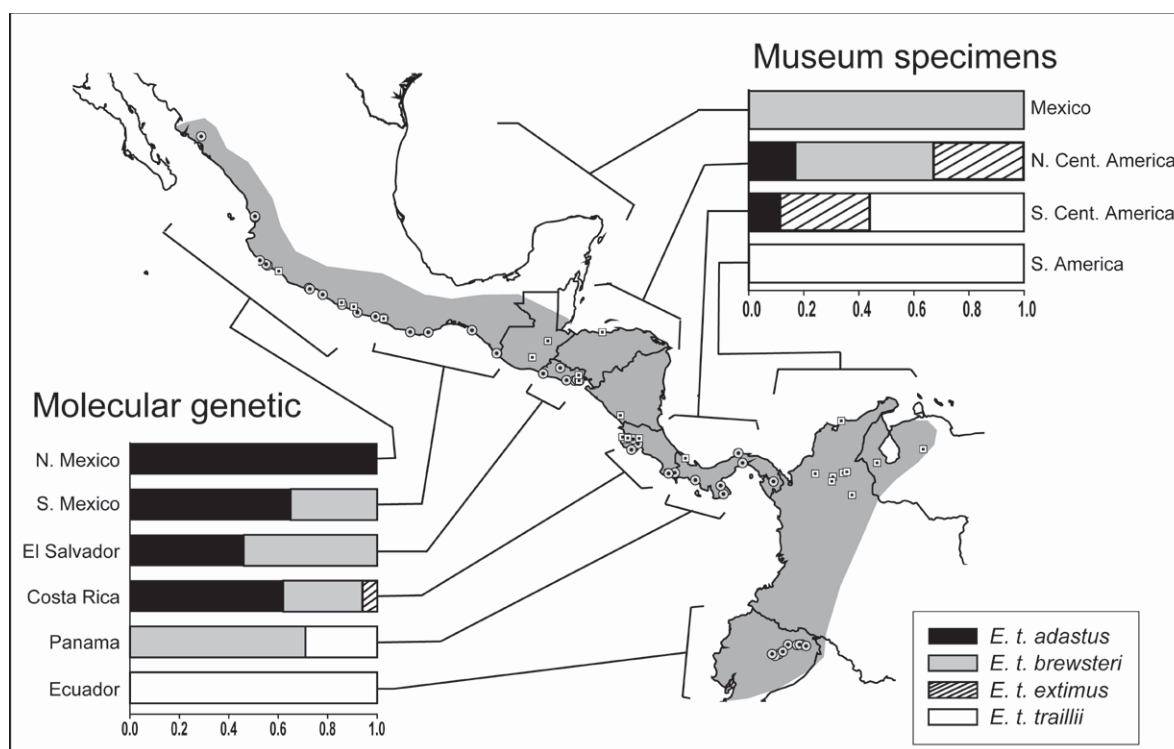 Museum specimens
Mexico
N. Cent. America
S. Cent. America
S. America
0.0 0.2 0.4 0.6 0.8 1.0
Molecular genetic
N. Mexico
S. Mexico
El Salvador
Costa Rica
Panama
Ecuador
0.0 0.2 0.4 0.6 0.8 1.0
E. t. adastus
E. t. brewsteri
E. t. extimus
E. t. traillii